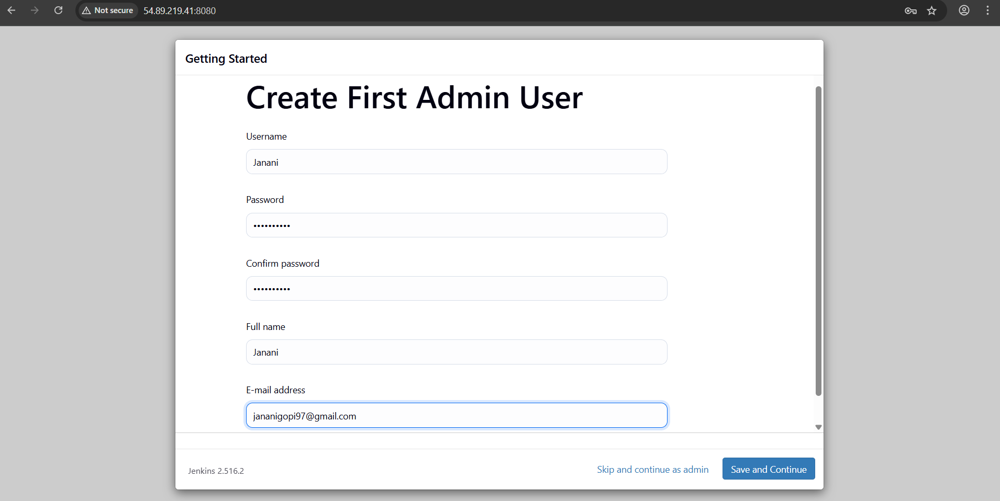 Not secure 54.89.219.41:8080
Getting Started
Create First Admin User
Username
Janani
Password
••••••••••
Confirm password
••••••••••
Full name
Janani
E-mail address
jananigopi97@gmail.com
Jenkins 2.516.2
Skip and continue as admin
Save and Continue